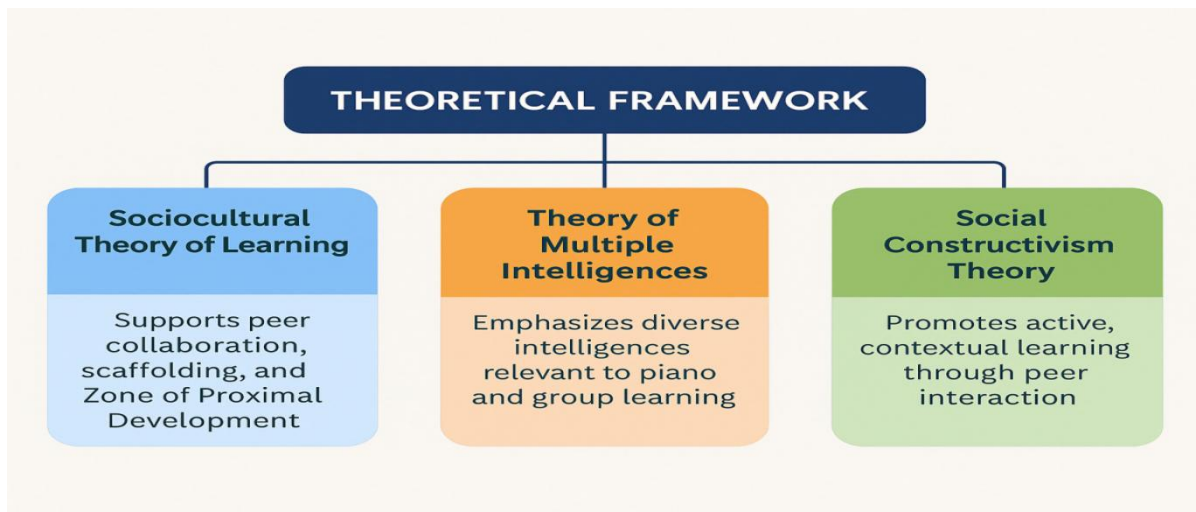 THEORETICAL FRAMEWORK
Sociocultural
Theory of Learning
Supports peer
collaboration,
scaffolding, and
Zone of Proximal
Development
Theory of
Multiple
Intelligences
Emphasizes diverse
intelligences
relevant to piano
and group learning
Social
Constructivism
Theory
Promotes active,
contextual learning
through peer
interaction